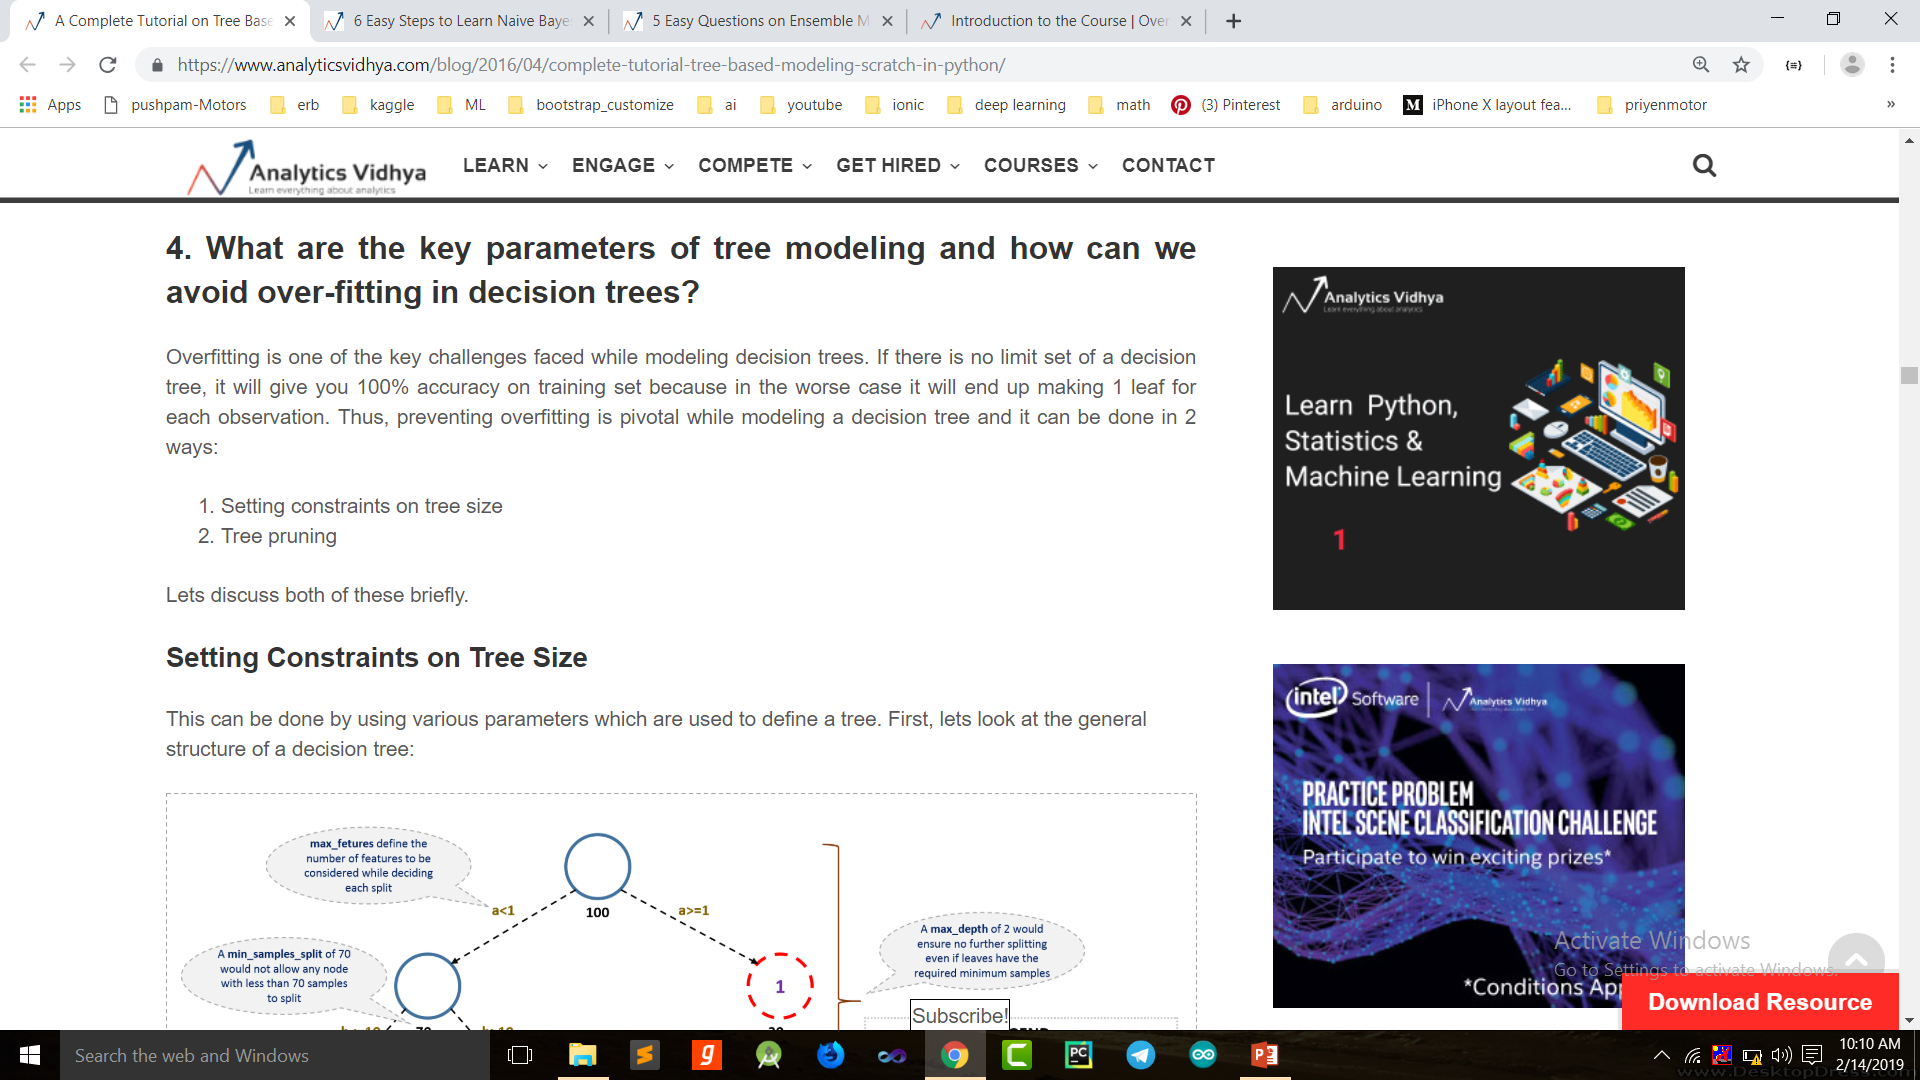 A Complete Tutorial on Tree Base
6 Easy Steps to Learn Naive Baye
5 Easy Questions on Ensemble M
Introduction to the Course | Over
https://www.analyticsvidhya.com/blog/2016/04/complete-tutorial-tree-based-modeling-scratch-in-python/
Apps pushpam-Motors erb kaggle ML bootstrap_customize ai youtube ionic deep learning math (3) Pinterest arduino M iPhone X layout fea... priyenmotor »
Analytics Vidhya
Learn everything about analytics
LEARN ENGAGE COMPETE GET HIRED COURSES CONTACT
4. What are the key parameters of tree modeling and how can we
avoid over-fitting in decision trees?
Overfitting is one of the key challenges faced while modeling decision trees. If there is no limit set of a decision
tree, it will give you 100% accuracy on training set because in the worse case it will end up making 1 leaf for
each observation. Thus, preventing overfitting is pivotal while modeling a decision tree and it can be done in 2
ways:
1. Setting constraints on tree size
2. Tree pruning
Lets discuss both of these briefly.
Setting Constraints on Tree Size
This can be done by using various parameters which are used to define a tree. First, lets look at the general
structure of a decision tree:
max_fetures define the
number of features to be
considered while deciding
each split
a<1
100
a>=1
A min_samples_split of 70
would not allow any node
with less than 70 samples
to split
1
A max_depth of 2 would
ensure no further splitting
even if leaves have the
required minimum samples
Subscribe!
Analytics Vidhya
Learn everything about analytics
Learn Python,
Statistics &
Machine Learning
1
intel Software | Analytics Vidhya
PRACTICE PROBLEM
INTEL SCENE CLASSIFICATION CHALLENGE
Participate to win exciting prizes*
Activate Windows
Go to Settings to activate Windows.
*Conditions App
Download Resource
Search the web and Windows
10:10 AM
2/14/2019